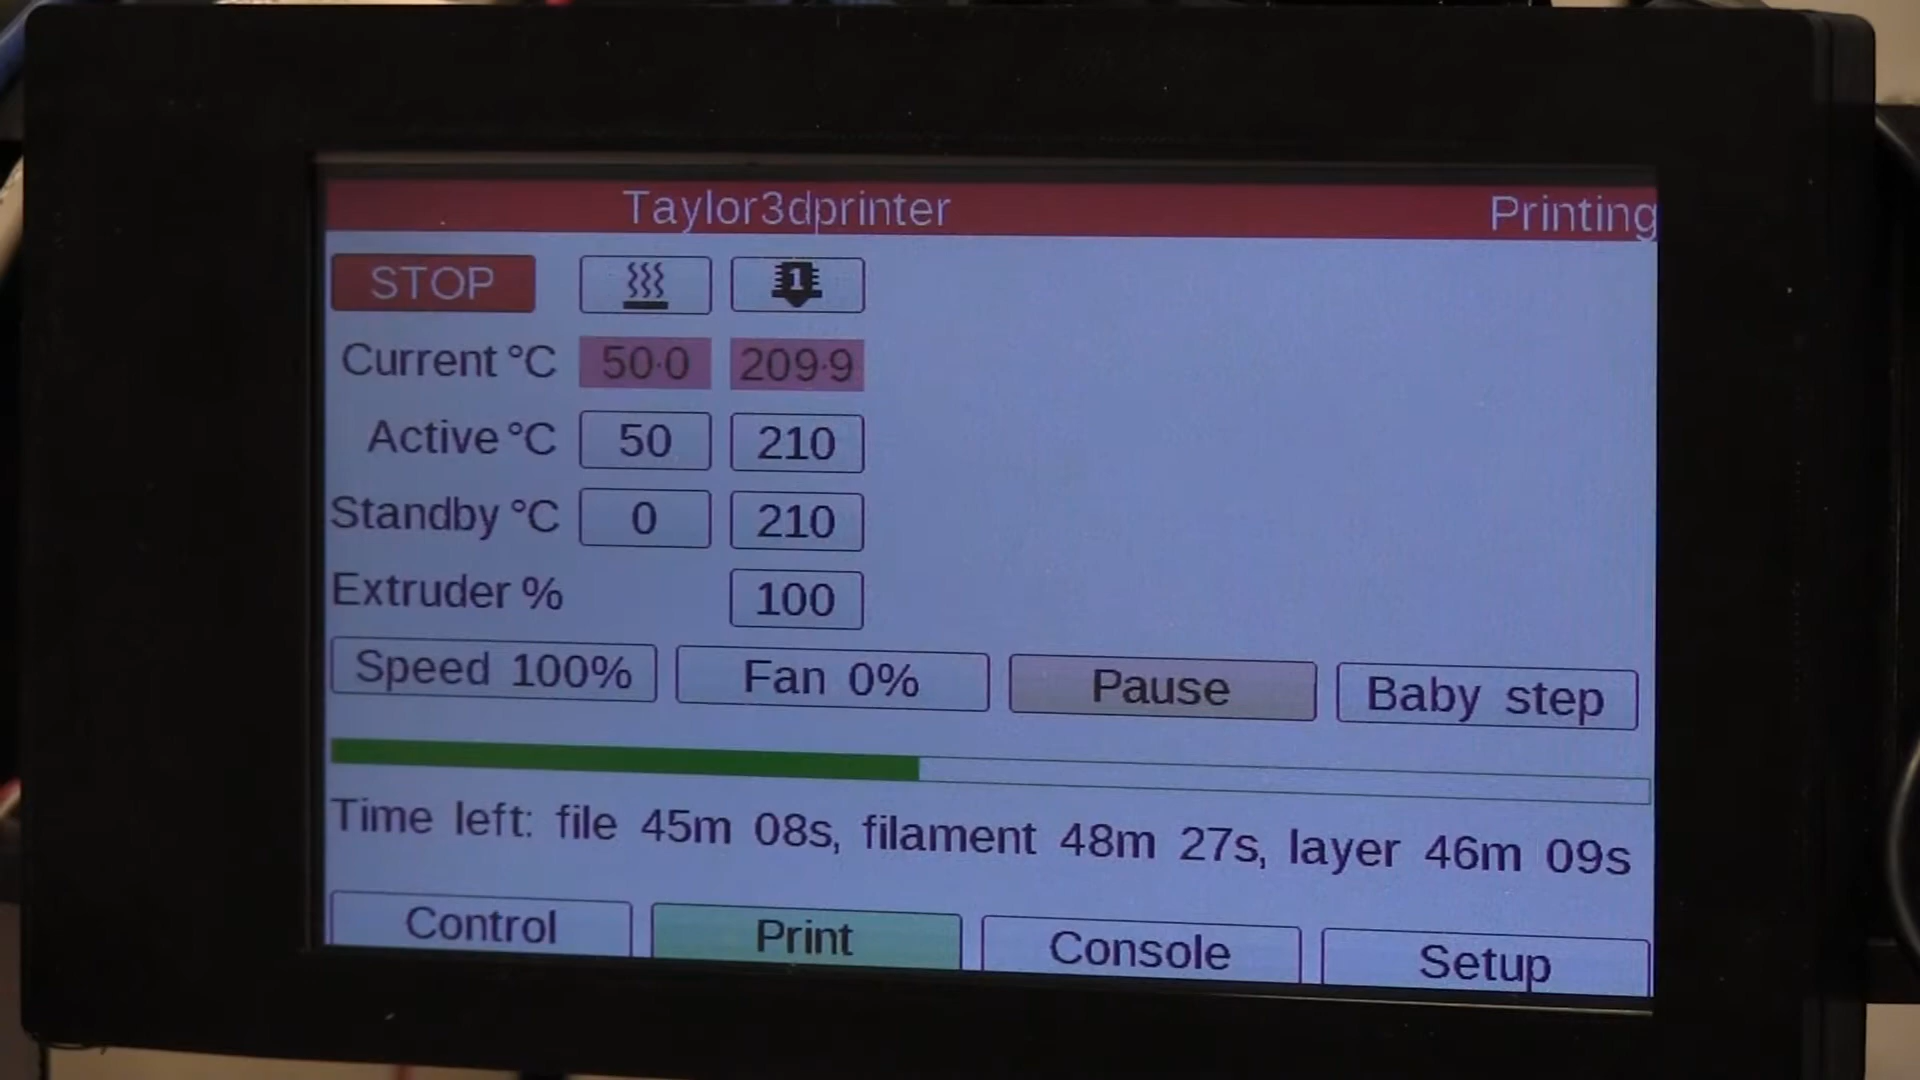 Taylor3dprinter Printing
STOP 1
Current °C 50.0 209.9
Active °C 50 210
Standby °C 0 210
Extruder % 100
Speed 100% Fan 0% Pause Baby step
Time left: file 45m 08s, filament 48m 27s, layer 46m 09s
Control Print Console Setup